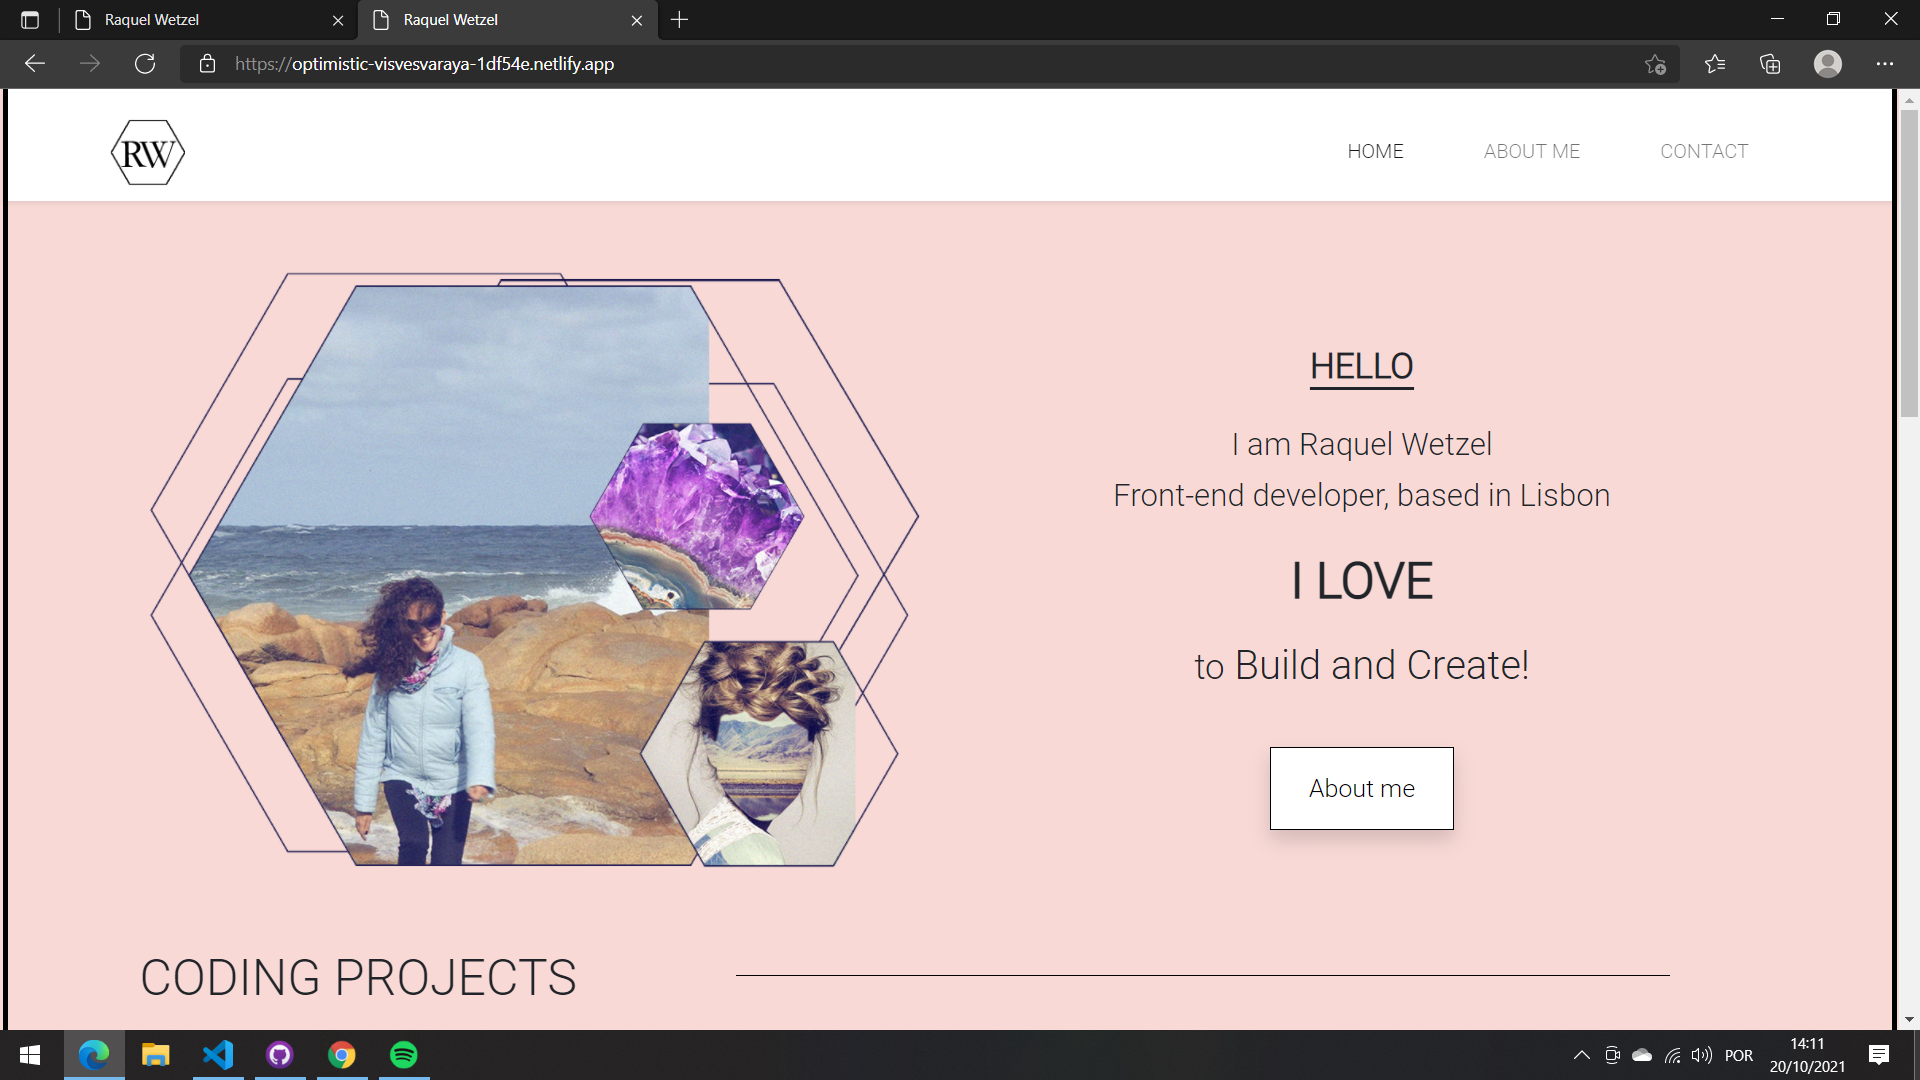 Raquel Wetzel
Raquel Wetzel
https://optimistic-visvesvaraya-1df54e.netlify.app
RW
HOME
ABOUT ME
CONTACT
HELLO
I am Raquel Wetzel
Front-end developer, based in Lisbon
I LOVE
to Build and Create!
About me
CODING PROJECTS
POR
14:11
20/10/2021